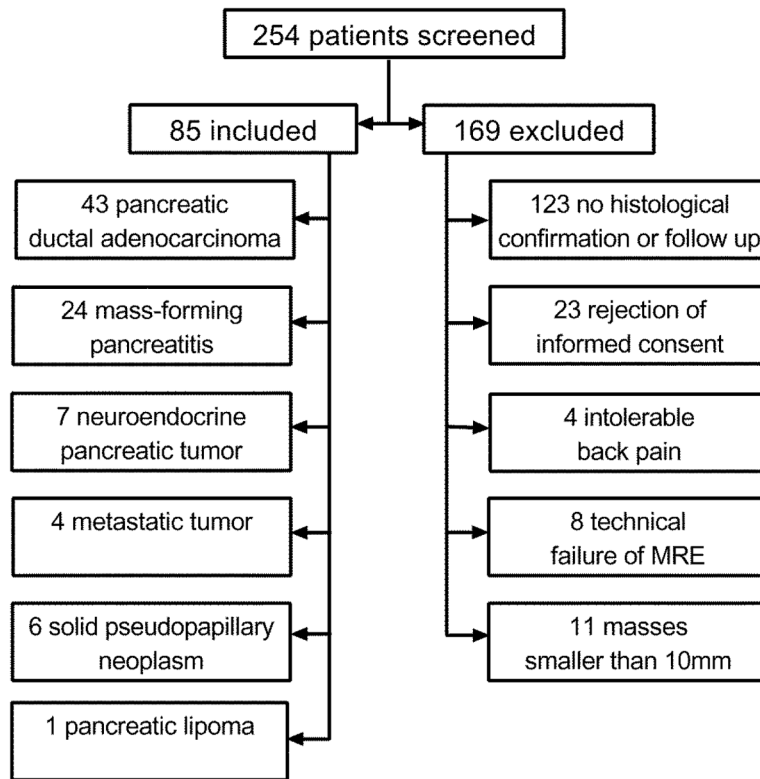 254 patients screened
85 included
169 excluded
43 pancreatic
ductal adenocarcinoma
24 mass-forming
pancreatitis
7 neuroendocrine
pancreatic tumor
4 metastatic tumor
6 solid pseudopapillary
neoplasm
1 pancreatic lipoma
123 no histological
confirmation or follow up
23 rejection of
informed consent
4 intolerable
back pain
8 technical
failure of MRE
11 masses
smaller than 10mm